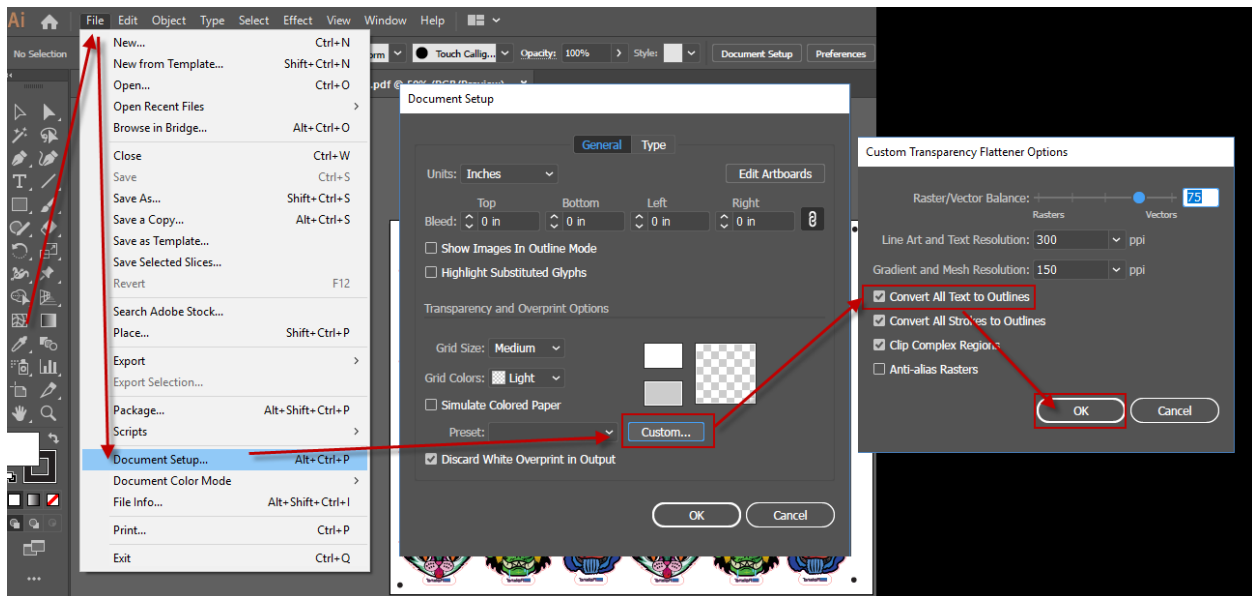 Ai File Edit Object Type Select Effect View Window Help
No Selection
Touch Callig... Opacity: 100% Style: Document Setup Preferences
New... Ctrl+N
New from Template... Shift+Ctrl+N
Open... Ctrl+O
Open Recent Files
Browse in Bridge... Alt+Ctrl+O
Close Ctrl+W
Save Ctrl+S
Save As... Shift+Ctrl+S
Save a Copy... Alt+Ctrl+S
Save as Template...
Save Selected Slices...
Revert F12
Search Adobe Stock...
Place... Shift+Ctrl+P
Export
Export Selection...
Package... Alt+Shift+Ctrl+P
Scripts
Document Setup... Alt+Ctrl+P
Document Color Mode
File Info... Alt+Shift+Ctrl+I
Print... Ctrl+P
Exit Ctrl+Q
.pdf @ 50% (RGB/Preview)
Document Setup
General Type
Units: Inches Edit Artboards
Top Bottom Left Right
Bleed: 0 in 0 in 0 in 0 in
Show Images In Outline Mode
Highlight Substituted Glyphs
Transparency and Overprint Options
Grid Size: Medium
Grid Colors: Light
Simulate Colored Paper
Preset: Custom...
Discard White Overprint in Output
OK Cancel
Custom Transparency Flattener Options
Raster/Vector Balance: 75
Rasters Vectors
Line Art and Text Resolution: 300 ppi
Gradient and Mesh Resolution: 150 ppi
Convert All Text to Outlines
Convert All Strokes to Outlines
Clip Complex Regions
Anti-alias Rasters
OK Cancel